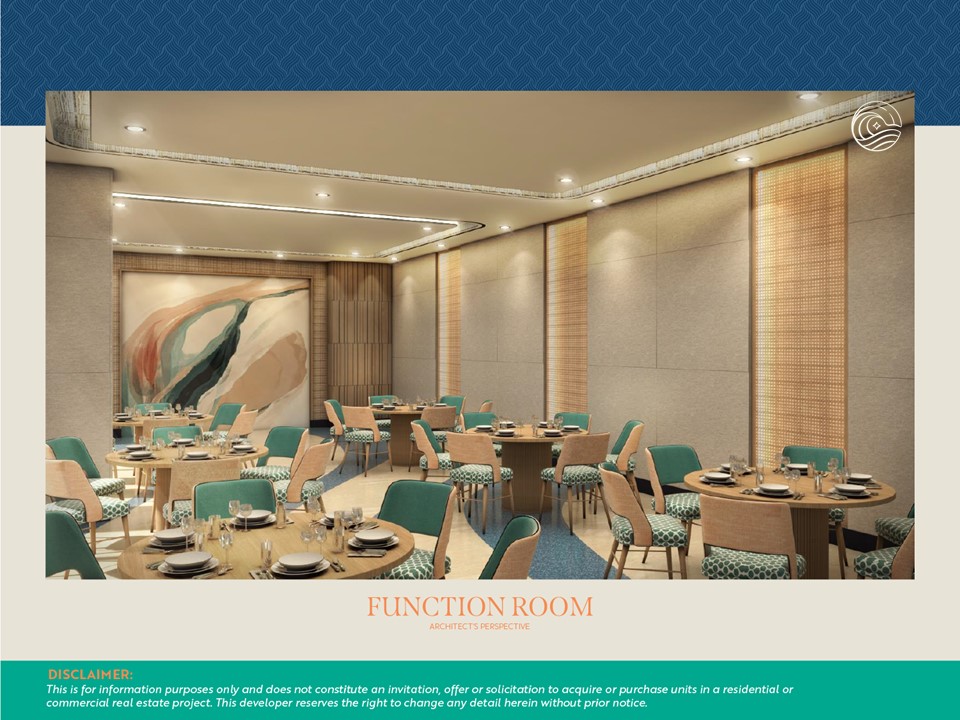 FUNCTION ROOM
ARCHITECT'S PERSPECTIVE
DISCLAIMER:
This is for information purposes only and does not constitute an invitation, offer or solicitation to acquire or purchase units in a residential or
commercial real estate project. This developer reserves the right to change any detail herein without prior notice.